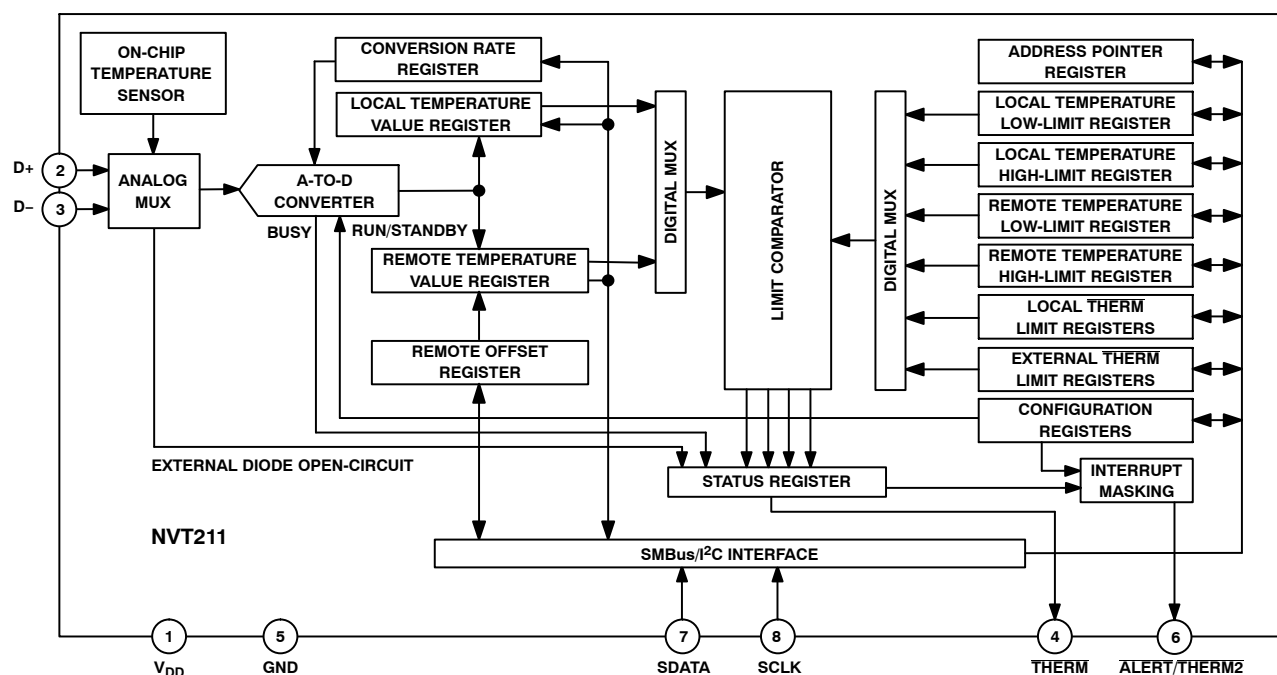 ON-CHIP
TEMPERATURE
SENSOR
CONVERSION RATE
REGISTER
LOCAL TEMPERATURE
VALUE REGISTER
D+
2
D−
3
ANALOG
MUX
A-TO-D
CONVERTER
BUSY
RUN/STANDBY
REMOTE TEMPERATURE
VALUE REGISTER
REMOTE OFFSET
REGISTER
DIGITAL MUX
LIMIT COMPARATOR
DIGITAL MUX
ADDRESS POINTER
REGISTER
LOCAL TEMPERATURE
LOW-LIMIT REGISTER
LOCAL TEMPERATURE
HIGH-LIMIT REGISTER
REMOTE TEMPERATURE
LOW-LIMIT REGISTER
REMOTE TEMPERATURE
HIGH-LIMIT REGISTER
LOCAL THERM
LIMIT REGISTERS
EXTERNAL THERM
LIMIT REGISTERS
CONFIGURATION
REGISTERS
EXTERNAL DIODE OPEN-CIRCUIT
STATUS REGISTER
INTERRUPT
MASKING
NVT211
SMBus/I²C INTERFACE
1
5
7
8
4
6
VDD
GND
SDATA
SCLK
THERM
ALERT/THERM2